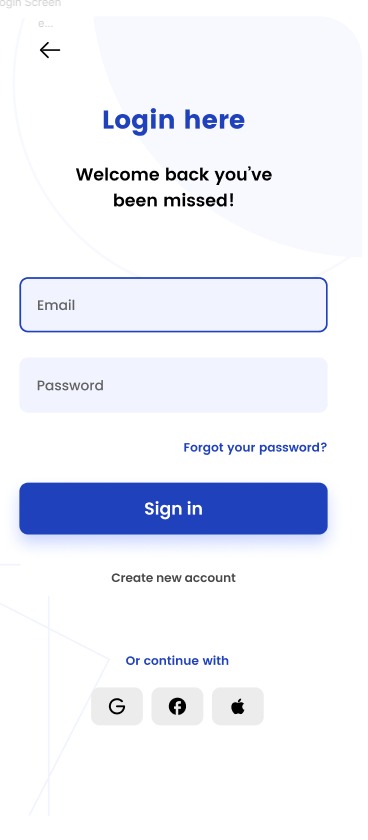 ogin Screen
e...
Login here
Welcome back you’ve
been missed!
Email
Password
Forgot your password?
Sign in
Create new account
Or continue with